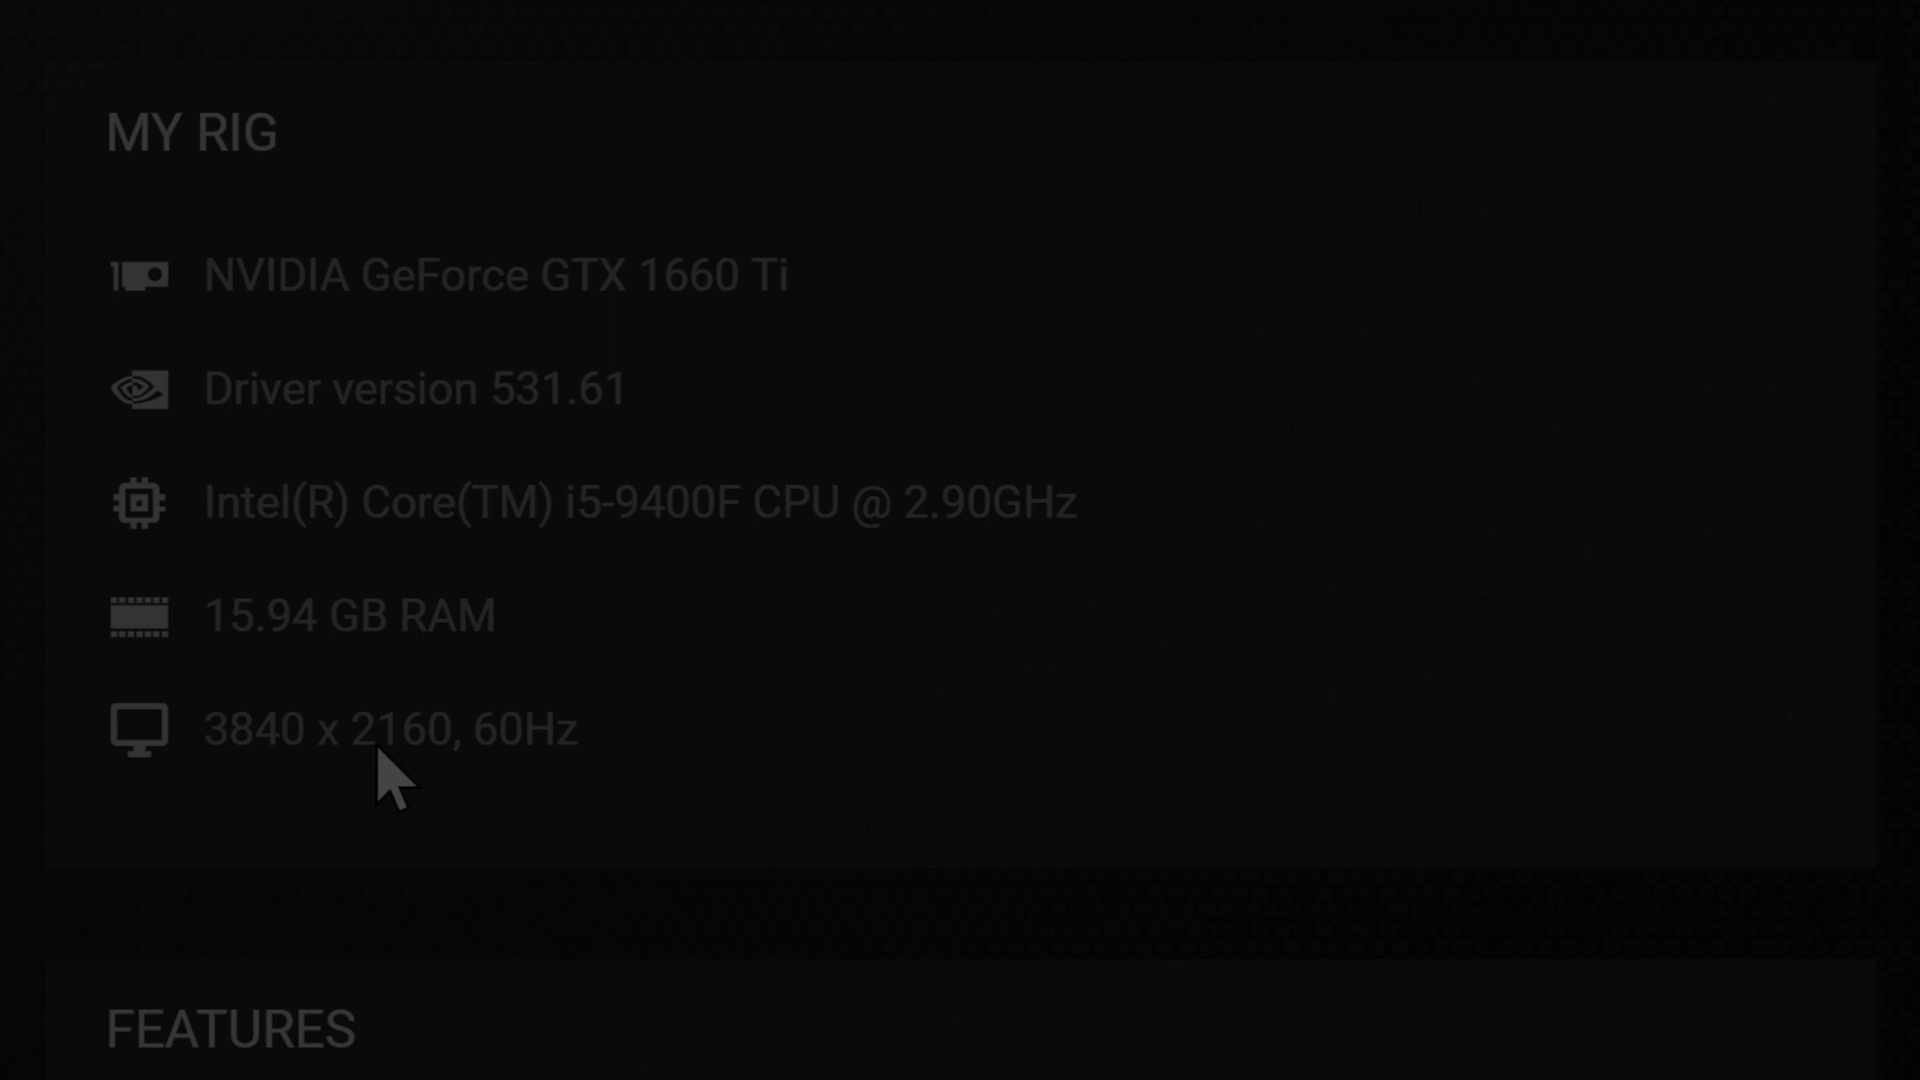 MY RIG
NVIDIA GeForce GTX 1660 Ti
Driver version 531.61
Intel(R) Core(TM) i5-9400F CPU @ 2.90GHz
15.94 GB RAM
3840 x 2160, 60Hz
FEATURES